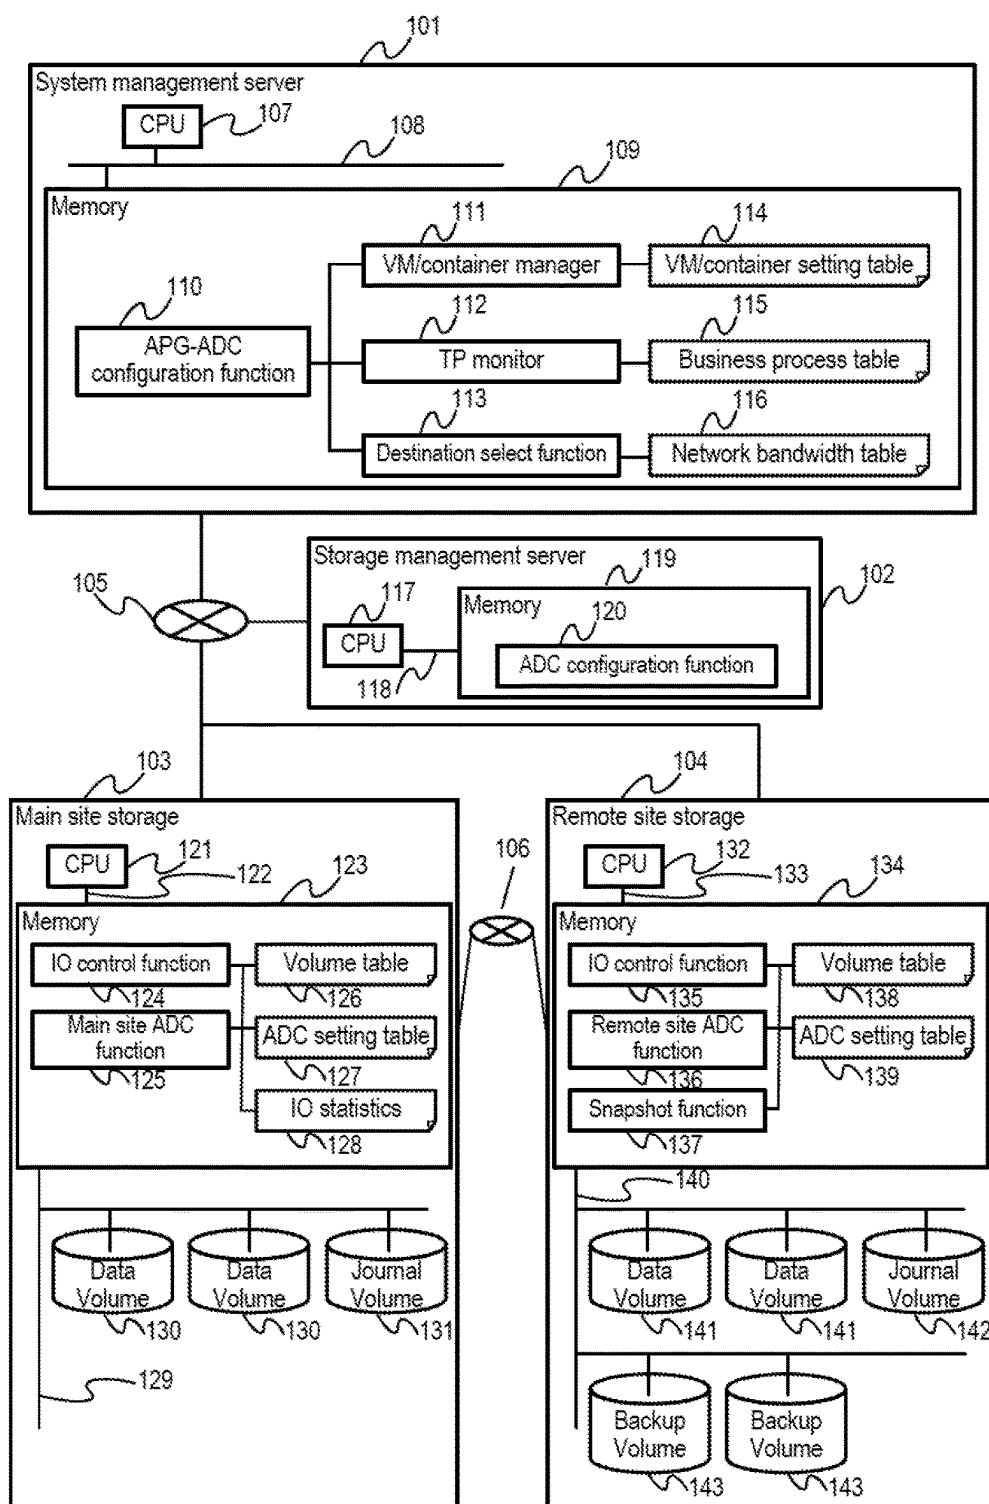 101
System management server
CPU
107
108
109
Memory
111
114
VM/container manager
VM/container setting table
110
112
115
APG-ADC
configuration function
TP monitor
Business process table
113
116
Destination select function
Network bandwidth table
105
Storage management server
119
102
117
Memory
120
CPU
ADC configuration function
118
103
104
Main site storage
Remote site storage
CPU
121
122
123
106
CPU
132
133
134
Memory
Memory
IO control function
Volume table
IO control function
Volume table
124
126
135
138
Main site ADC
function
ADC setting table
Remote site ADC
function
ADC setting table
125
127
136
139
IO statistics
Snapshot function
128
137
140
Data
Volume
Data
Volume
Journal
Volume
Data
Volume
Data
Volume
Journal
Volume
130
130
131
141
141
142
129
Backup
Volume
Backup
Volume
143
143